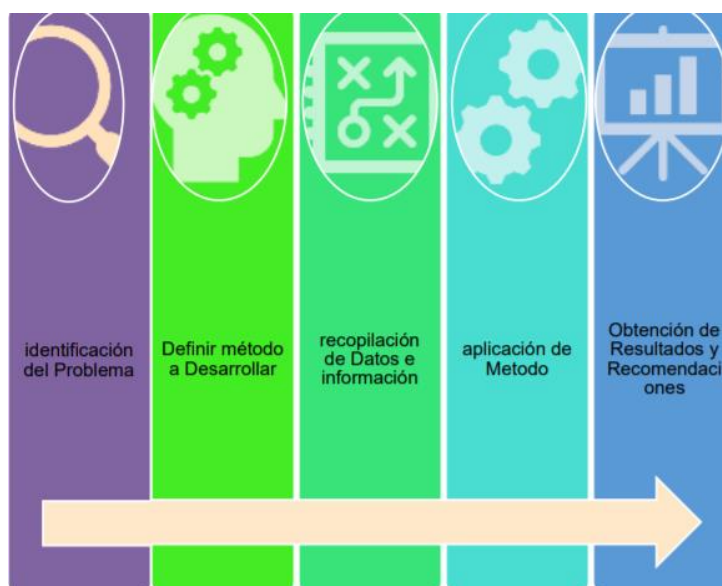 identificación
del Problema
Definir método
a Desarrollar
recopilación
de Datos e
información
aplicación de
Metodo
Obtención de
Resultados y
Recomendaci
ones